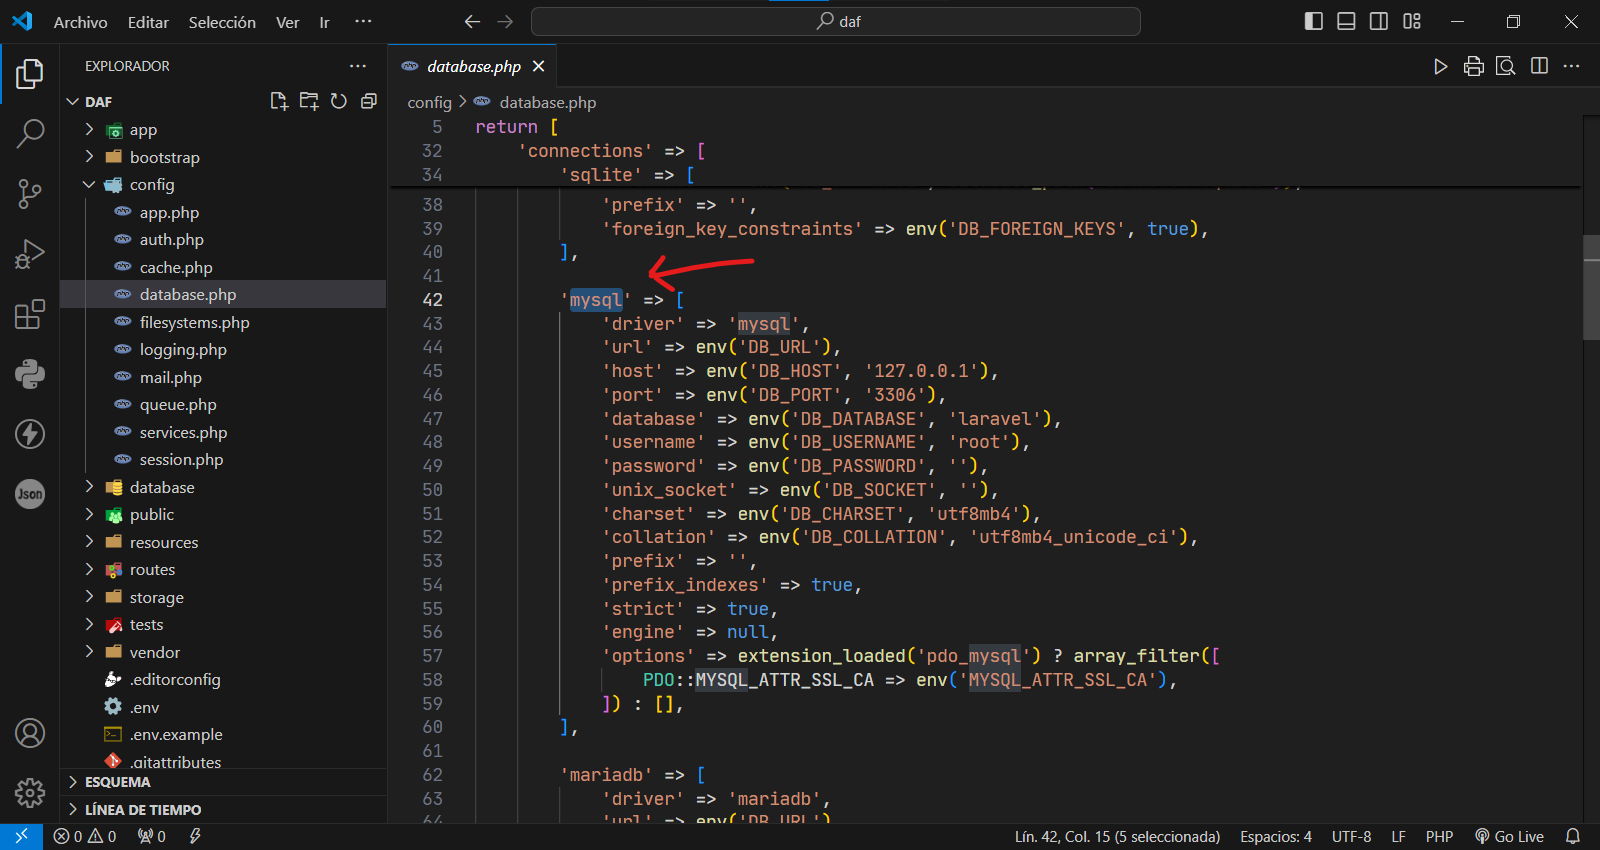 Archivo Editar Selección Ver Ir ···
daf
EXPLORADOR ···
DAF
app
bootstrap
config
app.php
auth.php
cache.php
database.php
filesystems.php
logging.php
mail.php
queue.php
services.php
session.php
database
public
resources
routes
storage
tests
vendor
.editorconfig
.env
.env.example
.gitattributes
ESQUEMA
LÍNEA DE TIEMPO
Json
database.php
config > database.php
5 return [
32 'connections' => [
34 'sqlite' => [
38 'prefix' => '',
39 'foreign_key_constraints' => env('DB_FOREIGN_KEYS', true),
40 ],
41
42 'mysql' => [
43 'driver' => 'mysql',
44 'url' => env('DB_URL'),
45 'host' => env('DB_HOST', '127.0.0.1'),
46 'port' => env('DB_PORT', '3306'),
47 'database' => env('DB_DATABASE', 'laravel'),
48 'username' => env('DB_USERNAME', 'root'),
49 'password' => env('DB_PASSWORD', ''),
50 'unix_socket' => env('DB_SOCKET', ''),
51 'charset' => env('DB_CHARSET', 'utf8mb4'),
52 'collation' => env('DB_COLLATION', 'utf8mb4_unicode_ci'),
53 'prefix' => '',
54 'prefix_indexes' => true,
55 'strict' => true,
56 'engine' => null,
57 'options' => extension_loaded('pdo_mysql') ? array_filter([
58 PDO::MYSQL_ATTR_SSL_CA => env('MYSQL_ATTR_SSL_CA'),
59 ]) : [],
60 ],
61
62 'mariadb' => [
63 'driver' => 'mariadb',
64 'url' => env('DB_URL')
0 0 0 Lín. 42, Col. 15 (5 seleccionada) Espacios: 4 UTF-8 LF PHP Go Live